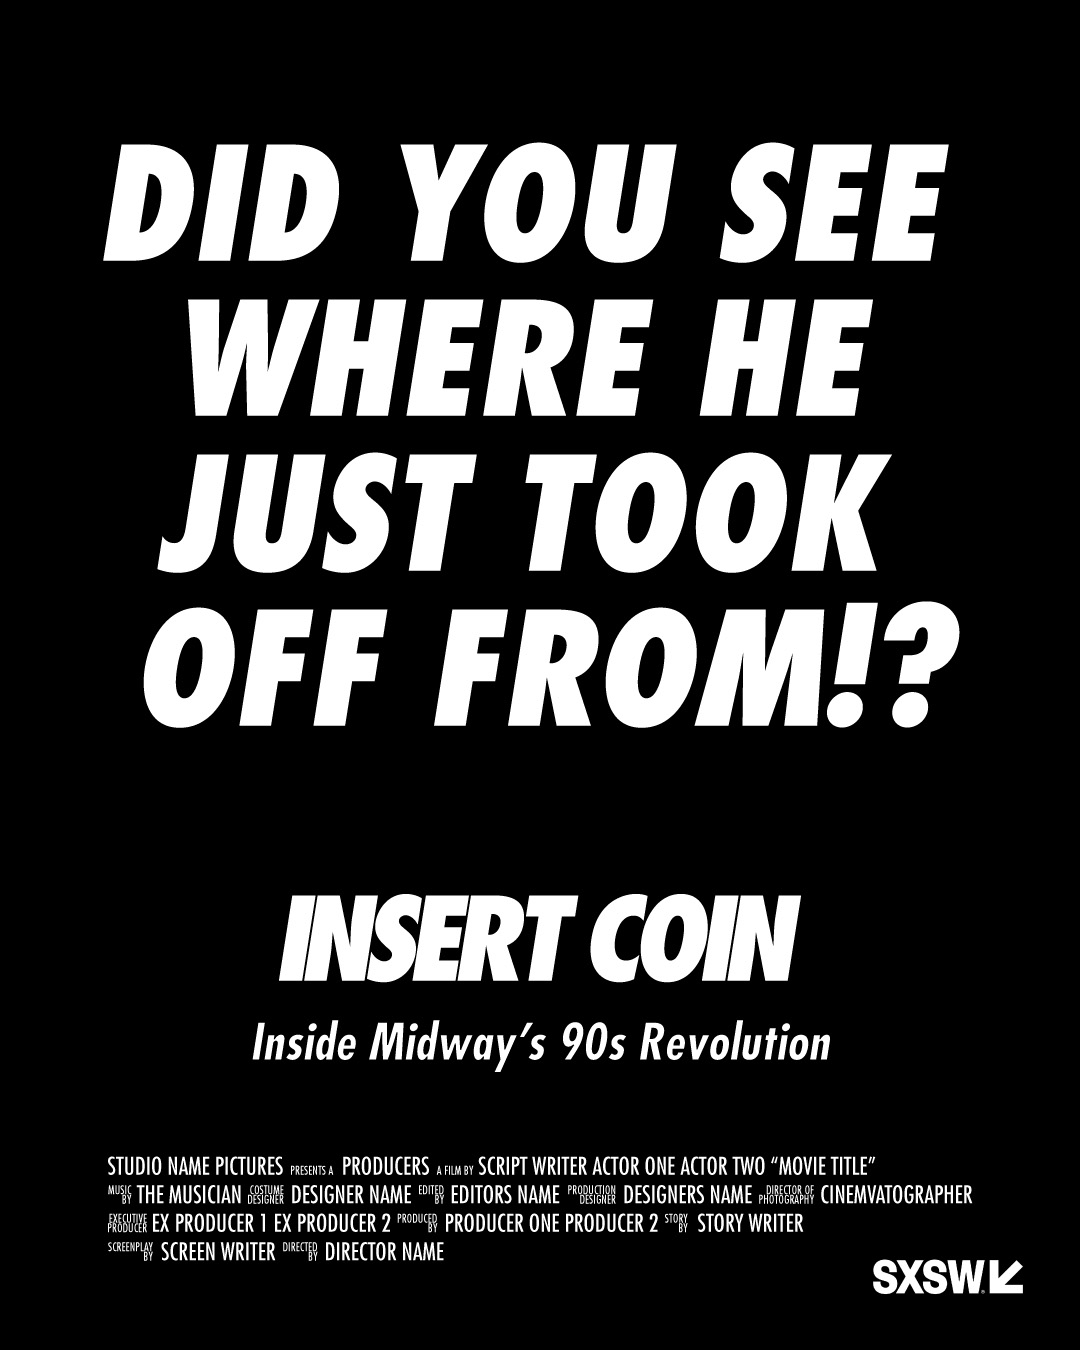 DID YOU SEE
WHERE HE
JUST TOOK
OFF FROM!?
INSERT COIN
Inside Midway’s 90s Revolution
STUDIO NAME PICTURES PRESENTS A PRODUCERS A FILM BY SCRIPT WRITER ACTOR ONE ACTOR TWO “MOVIE TITLE”
MUSIC BY THE MUSICIAN COSTUME DESIGNER DESIGNER NAME EDITED BY EDITORS NAME PRODUCTION DESIGNER DESIGNERS NAME DIRECTOR OF PHOTOGRAPHY CINEMVATOGRAPHER
EXECUTIVE PRODUCER EX PRODUCER 1 EX PRODUCER 2 PRODUCED BY PRODUCER ONE PRODUCER 2 STORY BY STORY WRITER
SCREENPLAY BY SCREEN WRITER DIRECTED BY DIRECTOR NAME
SXSW